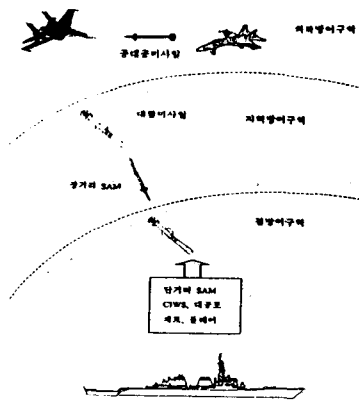 외곽방어구역
공대공미사일
대함미사일
지역방어구역
장거리 SAM
점방어구역
단거리 SAM
CIWS, 대공포
채프, 플레어